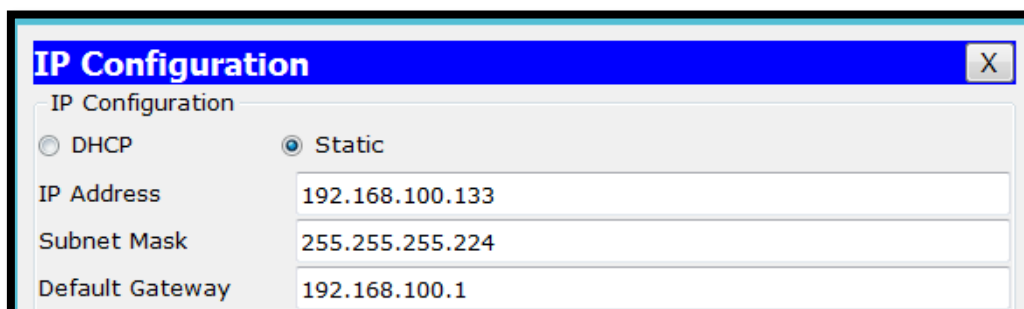 IP Configuration X
IP Configuration
DHCP Static
IP Address 192.168.100.133
Subnet Mask 255.255.255.224
Default Gateway 192.168.100.1